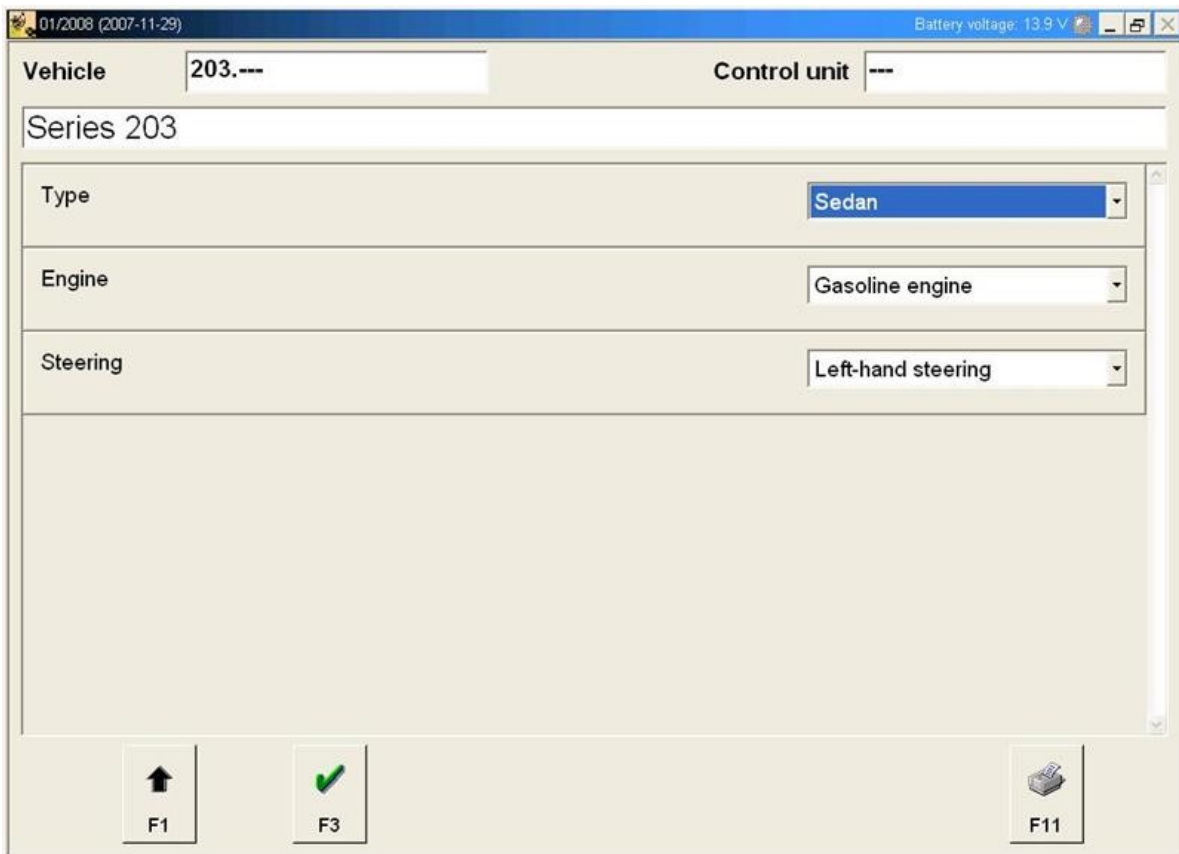 01/2008 (2007-11-29) Battery voltage: 13.9 V
Vehicle 203.--- Control unit ---
Series 203
Type Sedan
Engine Gasoline engine
Steering Left-hand steering
F1 F3 F11